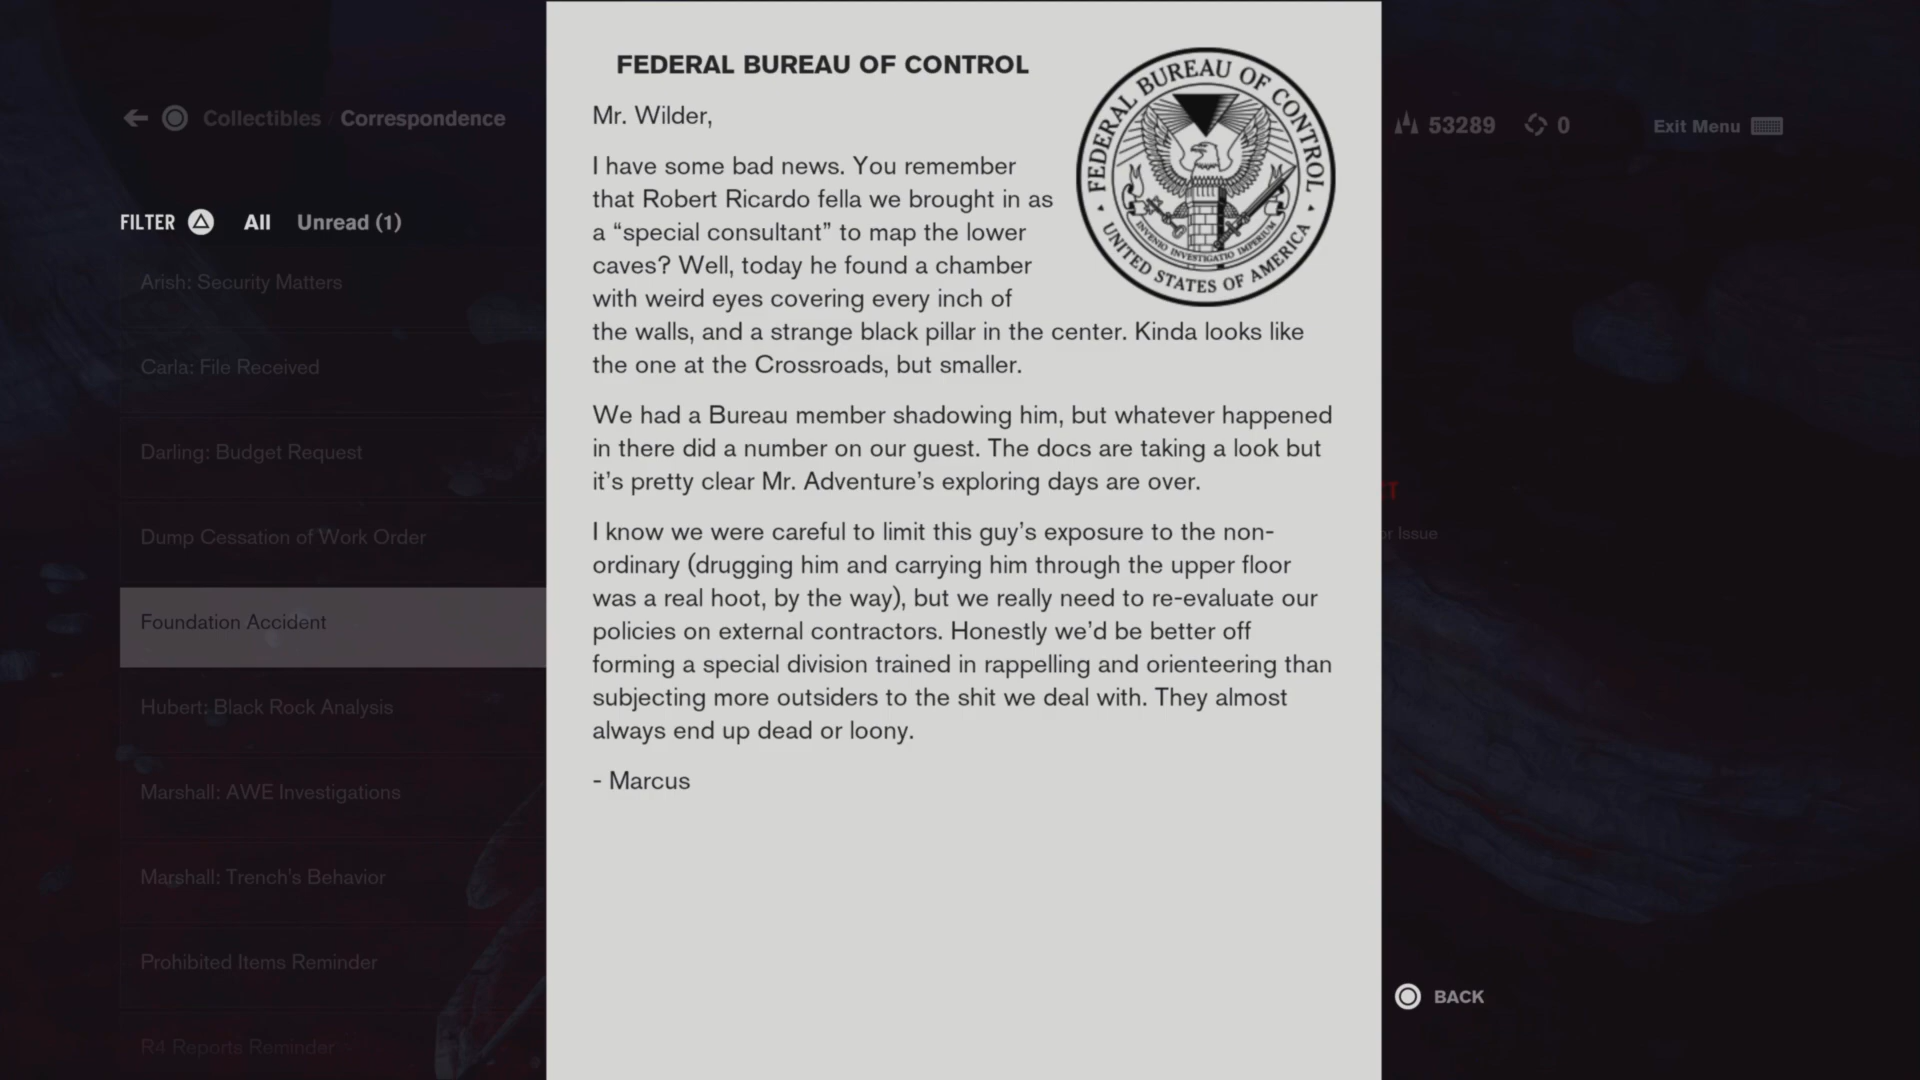 FEDERAL BUREAU OF CONTROL
Mr. Wilder,
I have some bad news. You remember
that Robert Ricardo fella we brought in as
a “special consultant” to map the lower
caves? Well, today he found a chamber
with weird eyes covering every inch of
the walls, and a strange black pillar in the center. Kinda looks like
the one at the Crossroads, but smaller.
We had a Bureau member shadowing him, but whatever happened
in there did a number on our guest. The docs are taking a look but
it’s pretty clear Mr. Adventure’s exploring days are over.
I know we were careful to limit this guy’s exposure to the non-
ordinary (drugging him and carrying him through the upper floor
was a real hoot, by the way), but we really need to re-evaluate our
policies on external contractors. Honestly we’d be better off
forming a special division trained in rappelling and orienteering than
subjecting more outsiders to the shit we deal with. They almost
always end up dead or loony.
- Marcus
FEDERAL BUREAU OF CONTROL
UNITED STATES OF AMERICA
INVENIO INVESTIGATIO IMPERIUM
Collectibles / Correspondence
FILTER All Unread (1)
Arish: Security Matters
Carla: File Received
Darling: Budget Request
Dump Cessation of Work Order
Foundation Accident
Hubert: Black Rock Analysis
Marshall: AWE Investigations
Marshall: Trench's Behavior
Prohibited Items Reminder
R4 Reports Reminder
53289 0 Exit Menu
Issue
BACK